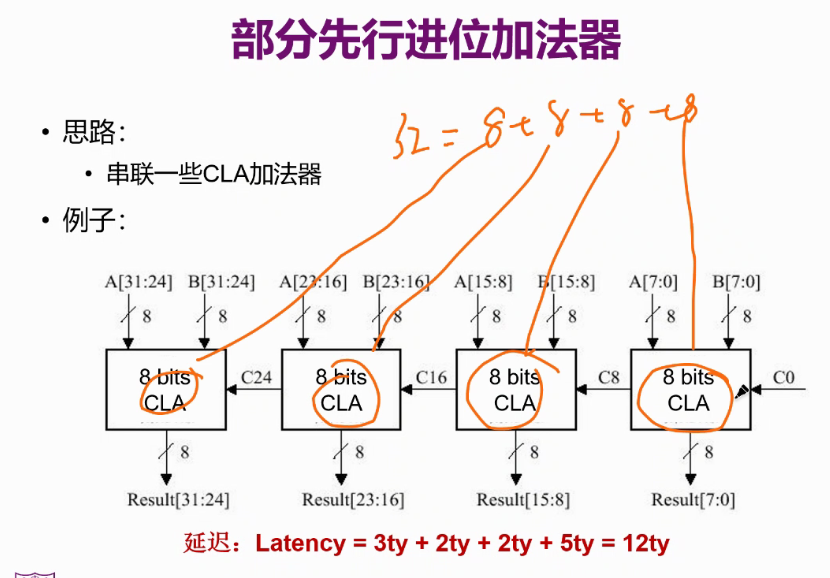 部分先行进位加法器
32 = 8 + 8 + 8 + 8
• 思路：
• 串联一些CLA加法器
• 例子：
A[31:24] B[31:24] A[23:16] B[23:16] A[15:8] B[15:8] A[7:0] B[7:0]
8 8 8 8 8 8 8 8
8 bits CLA C24 8 bits CLA C16 8 bits CLA C8 8 bits CLA C0
8 8 8 8
Result[31:24] Result[23:16] Result[15:8] Result[7:0]
延迟：Latency = 3ty + 2ty + 2ty + 5ty = 12ty